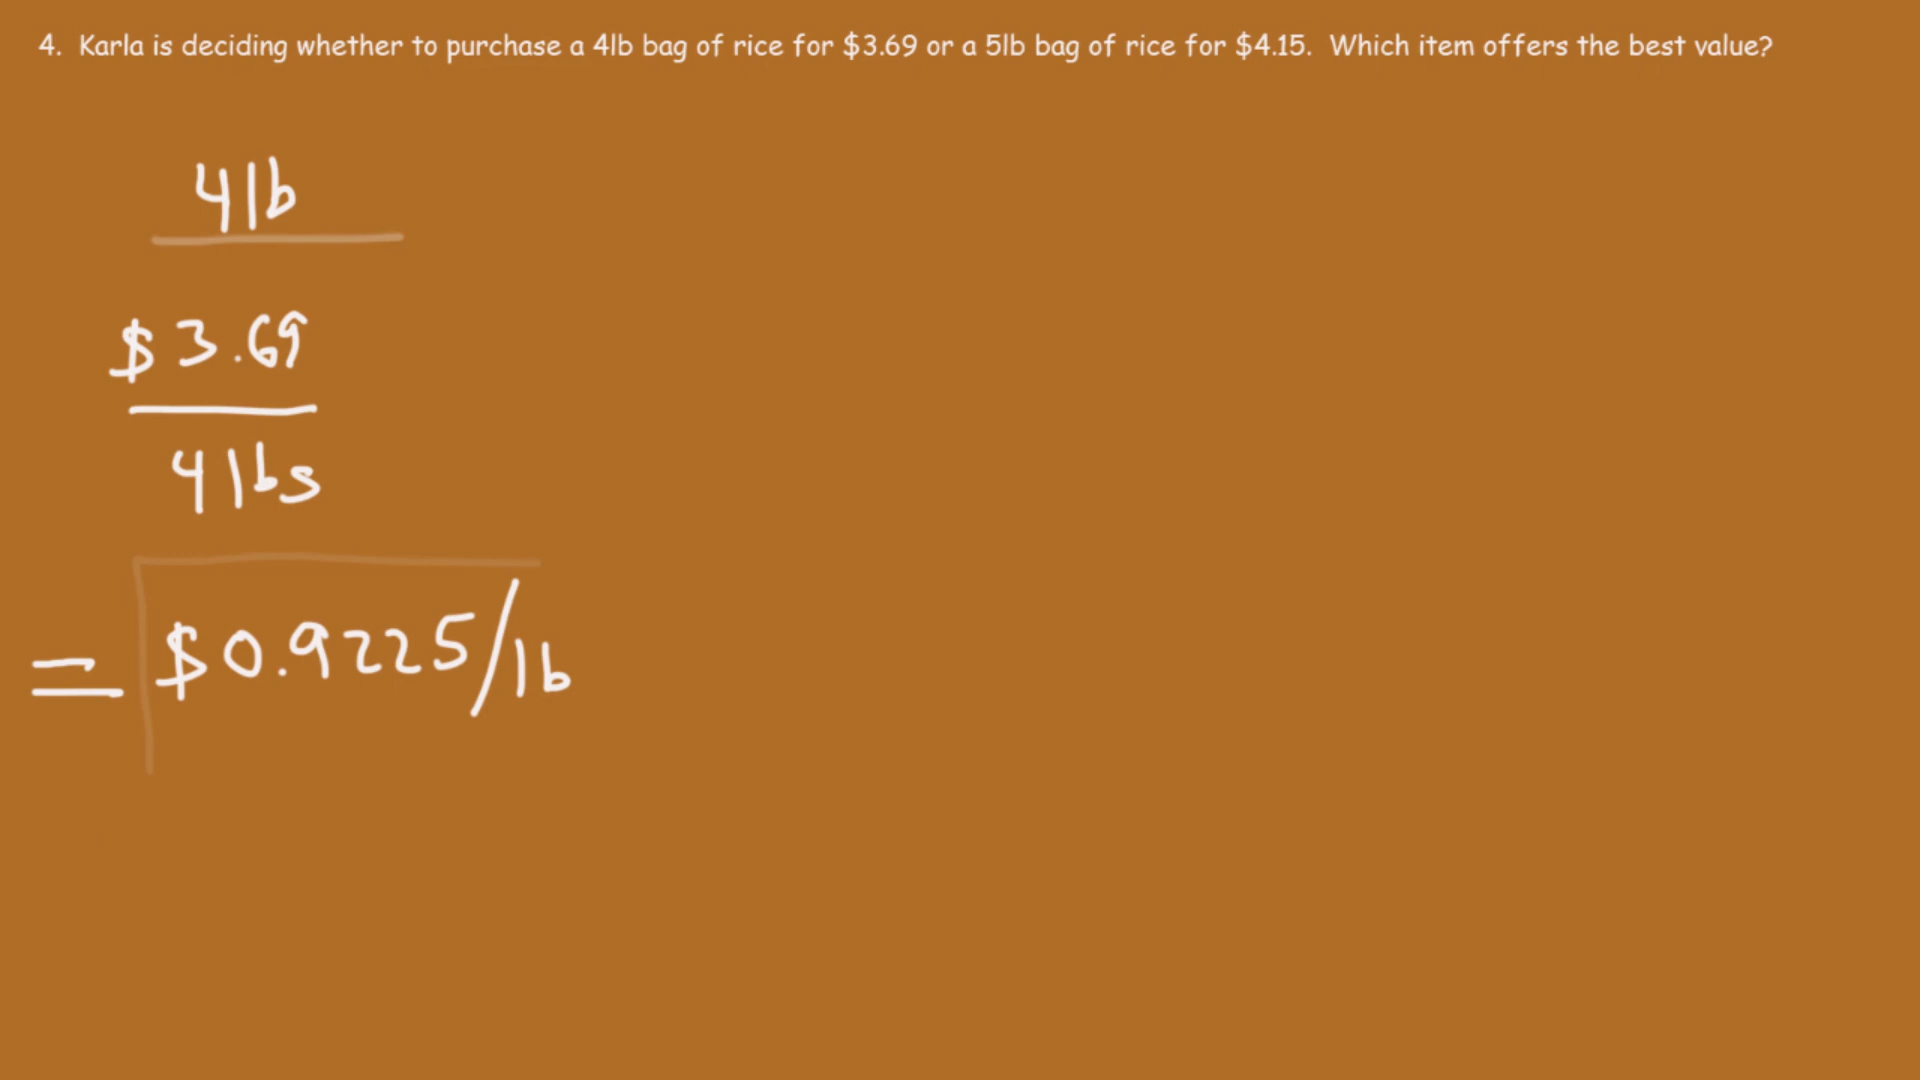 4. Karla is deciding whether to purchase a 4lb bag of rice for $3.69 or a 5lb bag of rice for $4.15. Which item offers the best value?
4lb
$3.69
4lbs
= $0.9225/lb